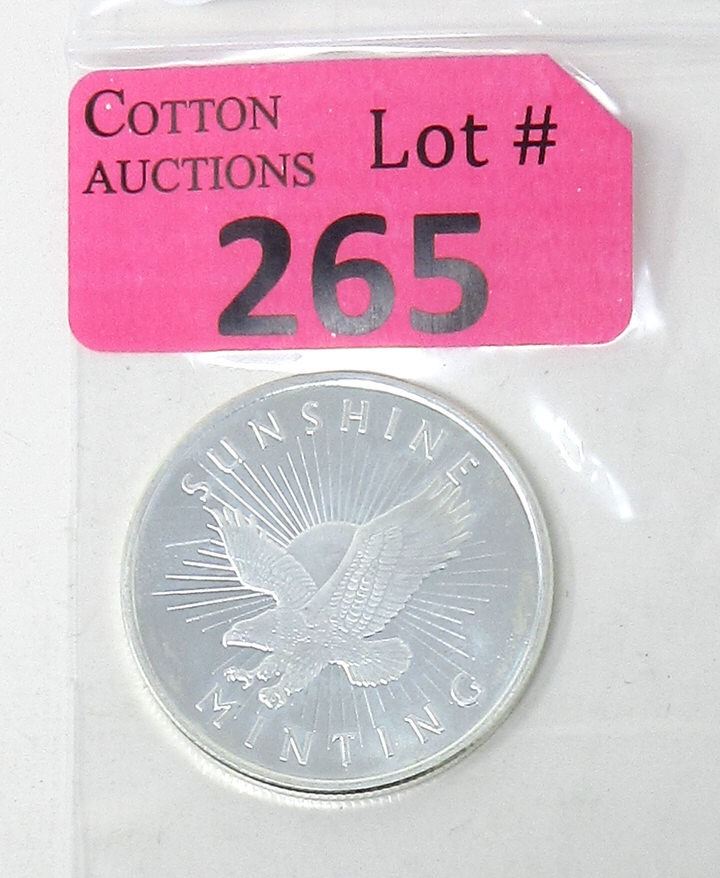 COTTON
AUCTIONS
Lot #
265
SUNSHINE
MINTING